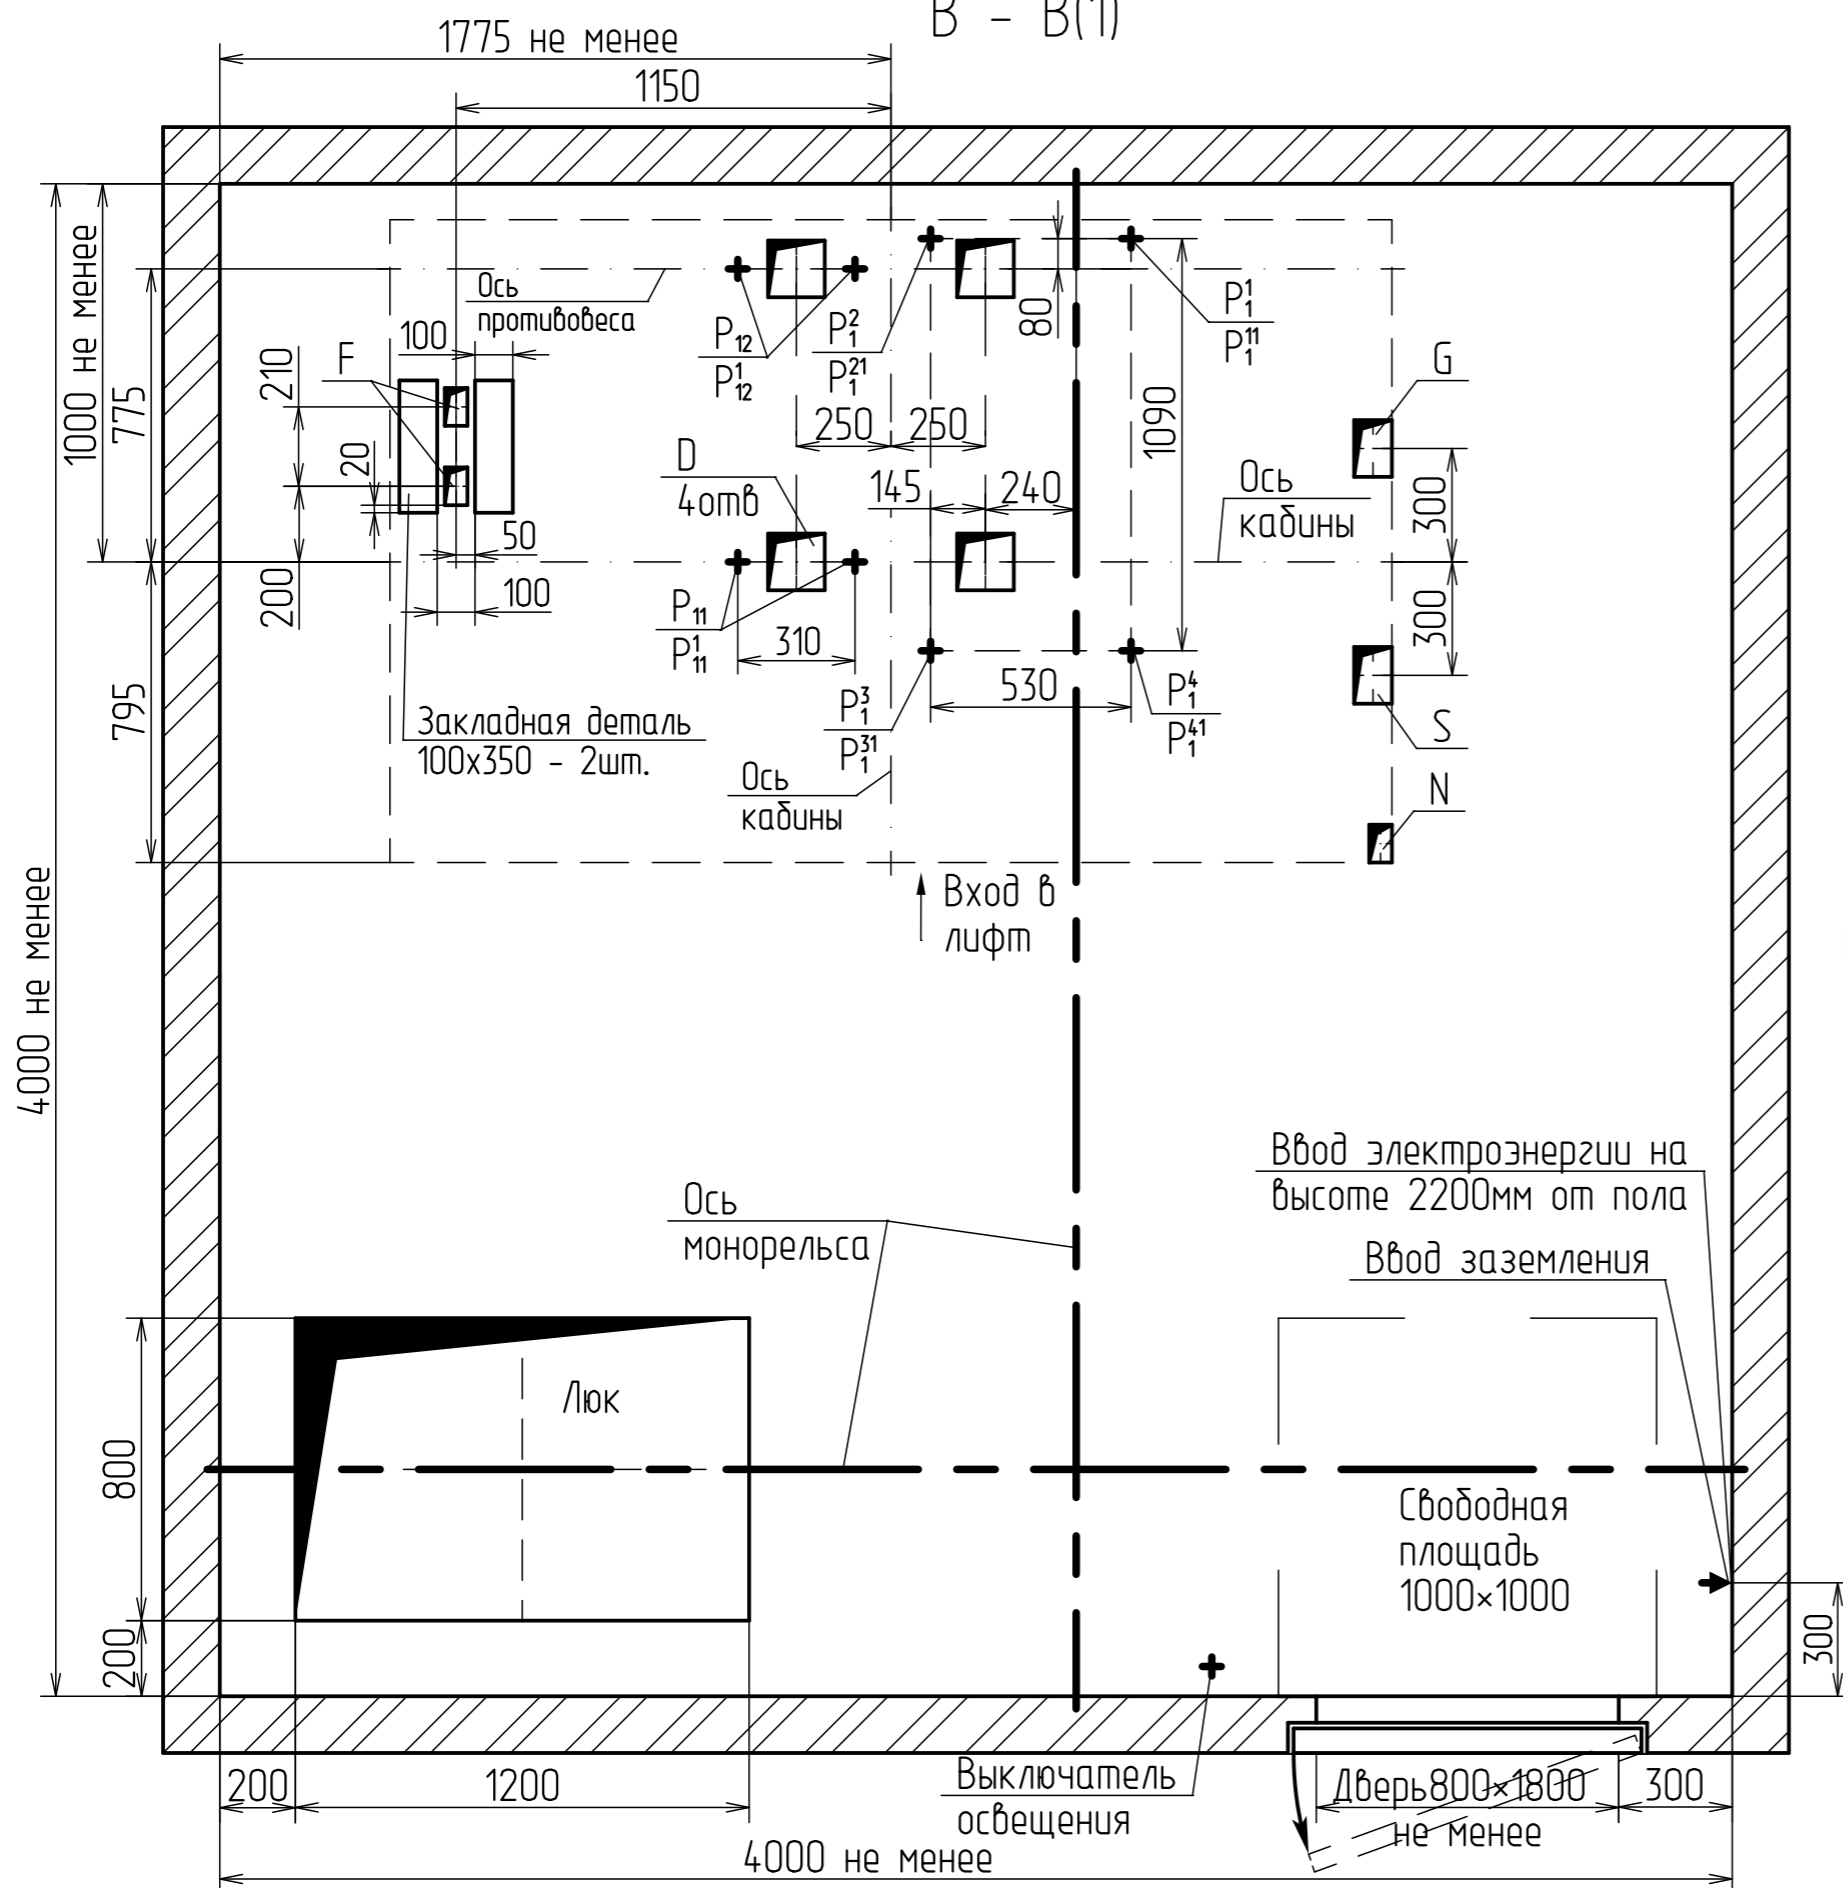 В - В(1)
1775 не менее
1150
1000 не менее
775
Ось
противовеса
100
F
210
20
200
50
100
P₁₂
P¹₁₂
P²₁
P²¹₁
80
P¹₁
P¹¹₁
G
250
250
1090
D
4отв
145
240
Ось
кабины
300
300
P₁₁
P¹₁₁
310
530
P³₁
P³¹₁
P⁴₁
P⁴¹₁
S
N
795
Закладная деталь
100х350 - 2шт.
Ось
кабины
Вход в
лифт
4000 не менее
Ввод электроэнергии на
высоте 2200мм от пола
Ввод заземления
Ось
монорельса
Люк
800
200
Свободная
площадь
1000×1000
300
200
1200
Выключатель
освещения
Дверь800×1800
не менее
300
4000 не менее